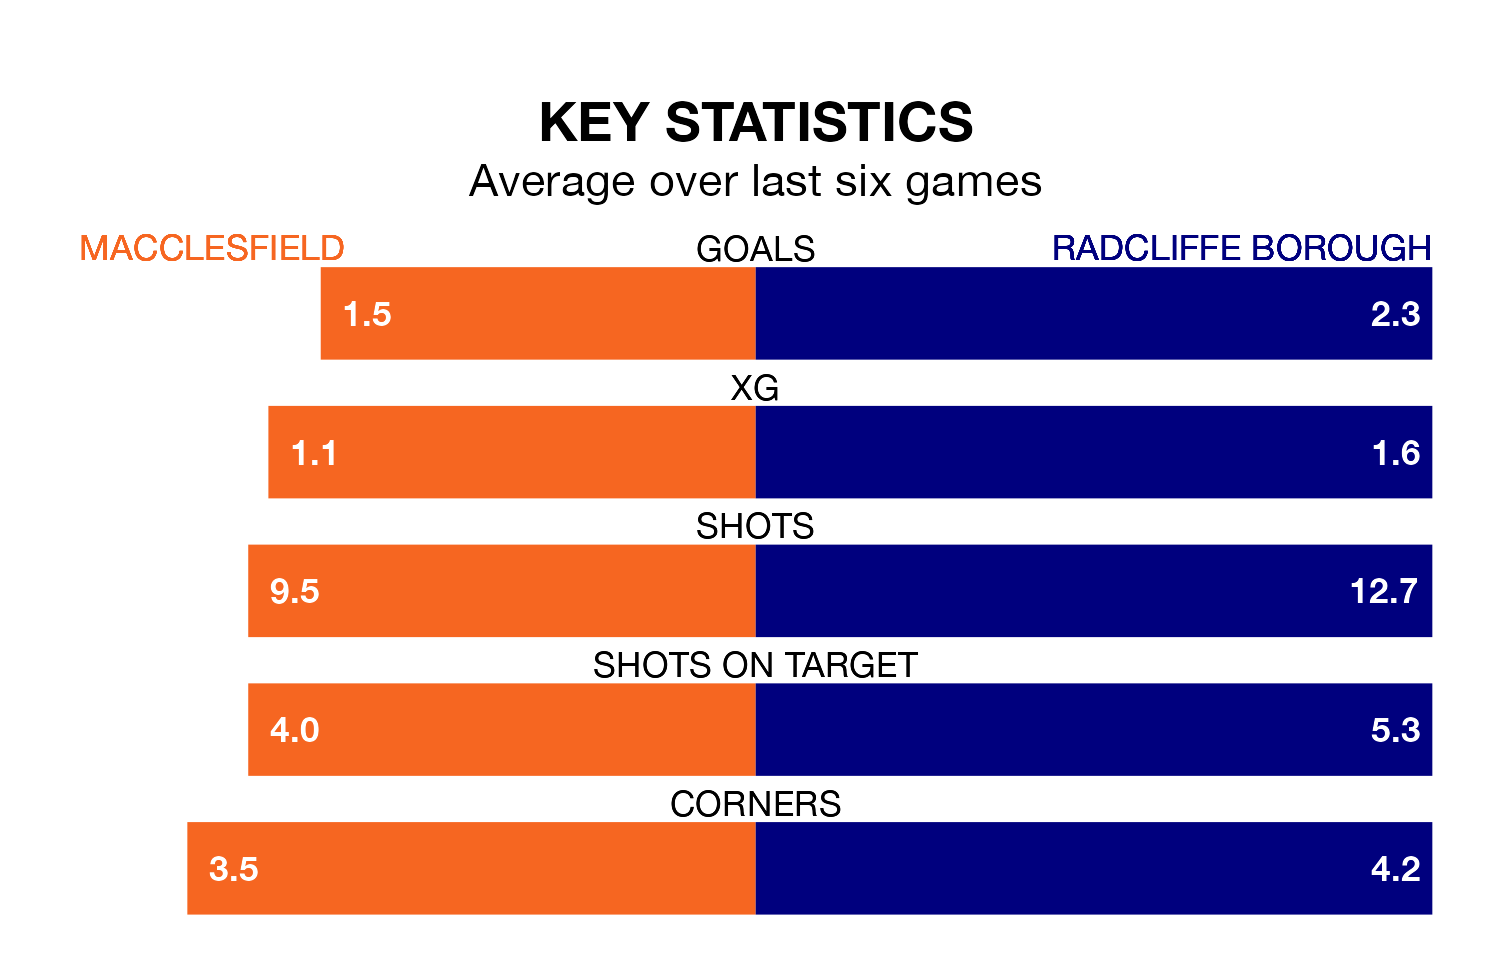 KEY STATISTICS
Average over last six games
MACCLESFIELD GOALS RADCLIFFE BOROUGH
1.5 2.3
XG
1.1 1.6
SHOTS
9.5 12.7
SHOTS ON TARGET
4.0 5.3
CORNERS
3.5 4.2